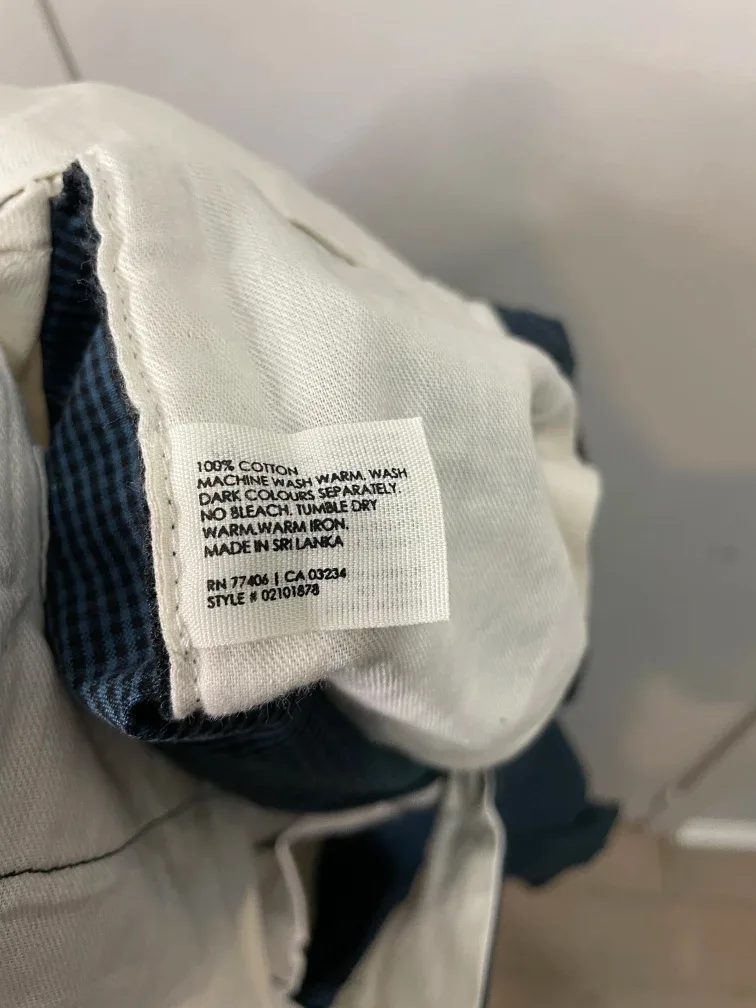 100% COTTON
MACHINE WASH WARM. WASH
DARK COLOURS SEPARATELY.
NO BLEACH. TUMBLE DRY
WARM.WARM IRON.
MADE IN SRI LANKA
RN 77406 | CA 03234
STYLE # 02101878